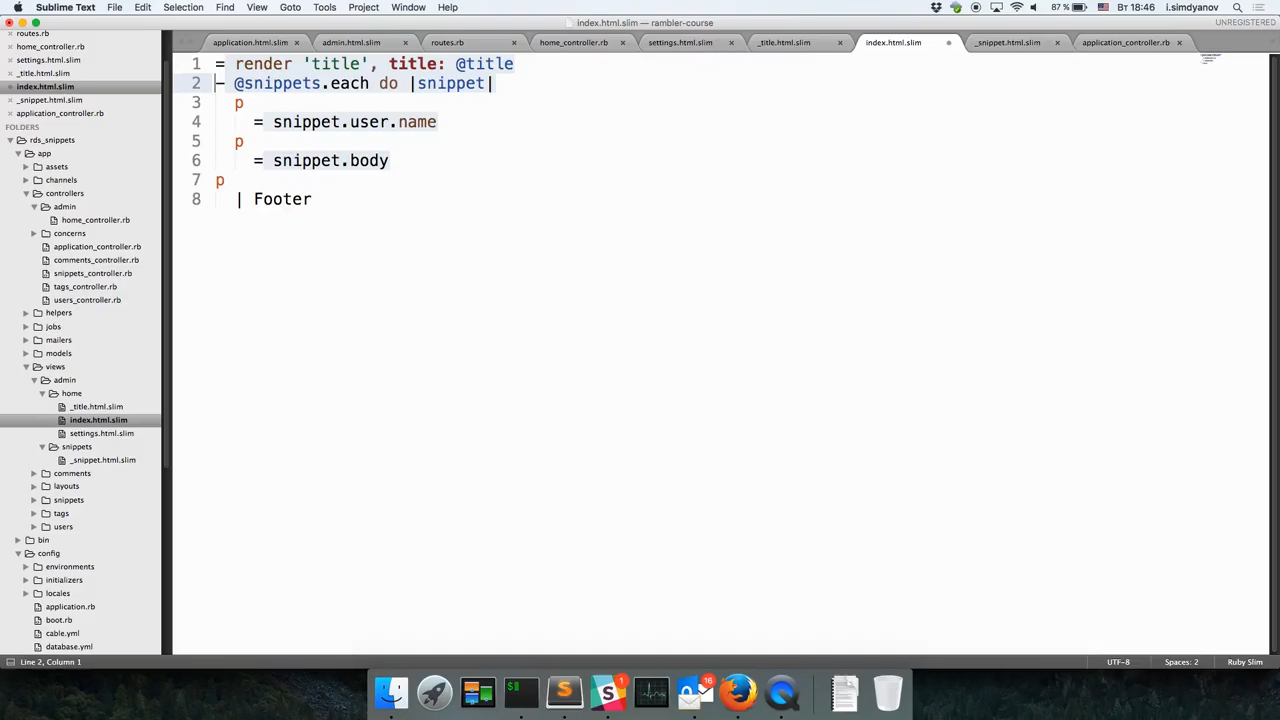 Sublime Text File Edit Selection Find View Goto Tools Project Window Help 87 % Вт 18:46 i.simdyanov
index.html.slim — rambler-course UNREGISTERED
routes.rb
home_controller.rb
settings.html.slim
_title.html.slim
index.html.slim
_snippet.html.slim
application_controller.rb
FOLDERS
rds_snippets
app
assets
channels
controllers
admin
home_controller.rb
concerns
application_controller.rb
comments_controller.rb
snippets_controller.rb
tags_controller.rb
users_controller.rb
helpers
jobs
mailers
models
views
admin
home
_title.html.slim
index.html.slim
settings.html.slim
snippets
_snippet.html.slim
comments
layouts
snippets
tags
users
bin
config
environments
initializers
locales
application.rb
boot.rb
cable.yml
database.yml
application.html.slim admin.html.slim routes.rb home_controller.rb settings.html.slim _title.html.slim index.html.slim _snippet.html.slim application_controller.rb
1 = render 'title', title: @title
2 - @snippets.each do |snippet|
3 p
4 = snippet.user.name
5 p
6 = snippet.body
7 p
8 | Footer
Line 2, Column 1 UTF-8 Spaces: 2 Ruby Slim
1 16